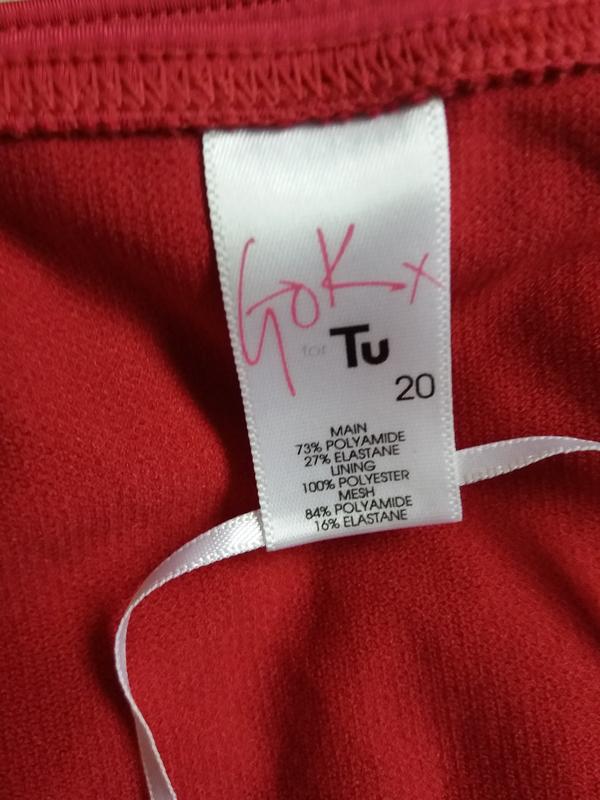 GOK x
for Tu
20
MAIN
73% POLYAMIDE
27% ELASTANE
LINING
100% POLYESTER
MESH
84% POLYAMIDE
16% ELASTANE